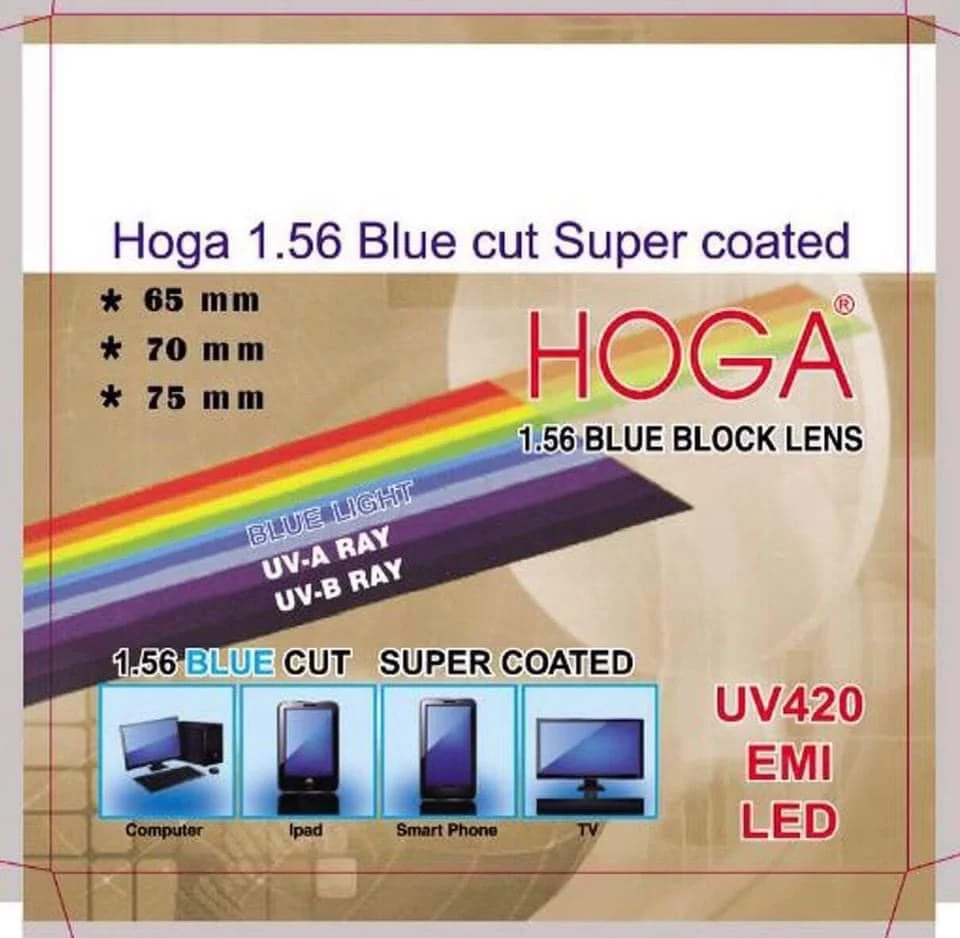 Hoga 1.56 Blue cut Super coated
* 65 mm
* 70 mm
* 75 mm
HOGA®
1.56 BLUE BLOCK LENS
BLUE LIGHT
UV-A RAY
UV-B RAY
1.56 BLUE CUT SUPER COATED
Computer
Ipad
Smart Phone
TV
UV420
EMI
LED